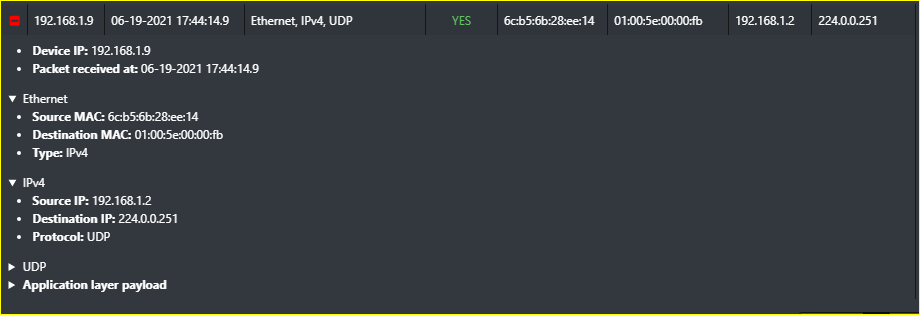 192.168.1.9 06-19-2021 17:44:14.9 Ethernet, IPv4, UDP YES 6c:b5:6b:28:ee:14 01:00:5e:00:00:fb 192.168.1.2 224.0.0.251
• Device IP: 192.168.1.9
• Packet received at: 06-19-2021 17:44:14.9
▼ Ethernet
• Source MAC: 6c:b5:6b:28:ee:14
• Destination MAC: 01:00:5e:00:00:fb
• Type: IPv4
▼ IPv4
• Source IP: 192.168.1.2
• Destination IP: 224.0.0.251
• Protocol: UDP
▶ UDP
▶ Application layer payload